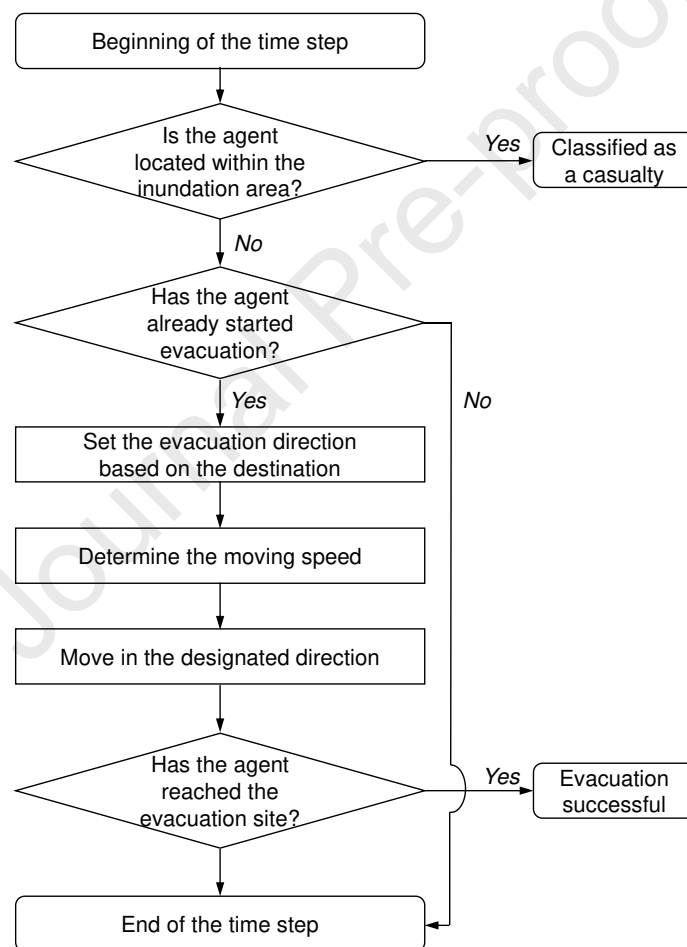 Beginning of the time step
Is the agent
located within the
inundation area?
Yes
Classified as
a casualty
No
Has the agent
already started
evacuation?
Yes
No
Set the evacuation direction
based on the destination
Determine the moving speed
Move in the designated direction
Has the agent
reached the
evacuation site?
Yes
Evacuation
successful
End of the time step
Journal Pre-proo